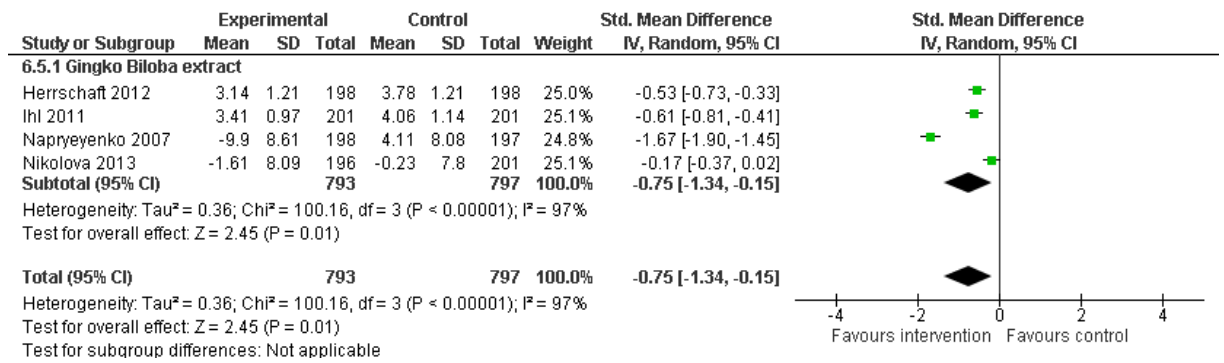 Experimental Control Std. Mean Difference Std. Mean Difference
Study or Subgroup Mean SD Total Mean SD Total Weight IV, Random, 95% CI IV, Random, 95% CI
6.5.1 Gingko Biloba extract
Herrschaft 2012 3.14 1.21 198 3.78 1.21 198 25.0% -0.53 [-0.73, -0.33]
Ihl 2011 3.41 0.97 201 4.06 1.14 201 25.1% -0.61 [-0.81, -0.41]
Napryeyenko 2007 -9.9 8.61 198 4.11 8.08 197 24.8% -1.67 [-1.90, -1.45]
Nikolova 2013 -1.61 8.09 196 -0.23 7.8 201 25.1% -0.17 [-0.37, 0.02]
Subtotal (95% CI) 793 797 100.0% -0.75 [-1.34, -0.15]
Heterogeneity: Tau² = 0.36; Chi² = 100.16, df = 3 (P < 0.00001); I² = 97%
Test for overall effect: Z = 2.45 (P = 0.01)
Total (95% CI) 793 797 100.0% -0.75 [-1.34, -0.15]
Heterogeneity: Tau² = 0.36; Chi² = 100.16, df = 3 (P < 0.00001); I² = 97%
Test for overall effect: Z = 2.45 (P = 0.01)
Test for subgroup differences: Not applicable
-4 -2 0 2 4
Favours intervention Favours control